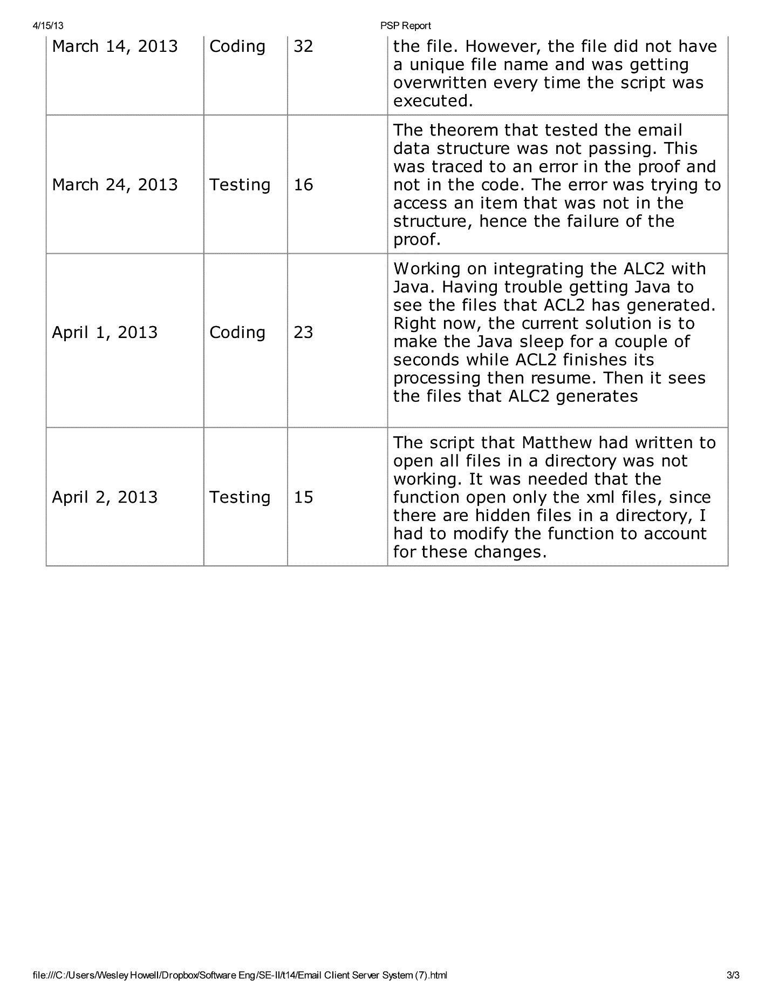 4/15/13 PSP Report
March 14, 2013 Coding 32 the file. However, the file did not have
a unique file name and was getting
overwritten every time the script was
executed.
The theorem that tested the email
data structure was not passing. This
was traced to an error in the proof and
March 24, 2013 Testing 16 not in the code. The error was trying to
access an item that was not in the
structure, hence the failure of the
proof.
Working on integrating the ALC2 with
Java. Having trouble getting Java to
see the files that ACL2 has generated.
Right now, the current solution is to
April 1, 2013 Coding 23 make the Java sleep for a couple of
seconds while ACL2 finishes its
processing then resume. Then it sees
the files that ALC2 generates
The script that Matthew had written to
open all files in a directory was not
working. It was needed that the
April 2, 2013 Testing 15 function open only the xml files, since
there are hidden files in a directory, I
had to modify the function to account
for these changes.
file:///C:/Users/Wesley Howell/Dropbox/Software Eng/SE-II/t14/Email Client Server System (7).html 3/3